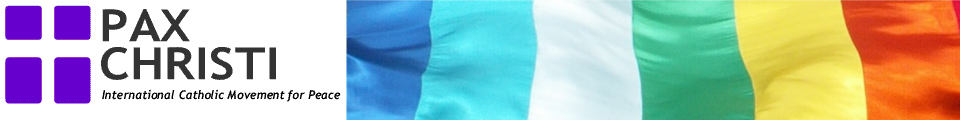 PAX
CHRISTI
International Catholic Movement for Peace